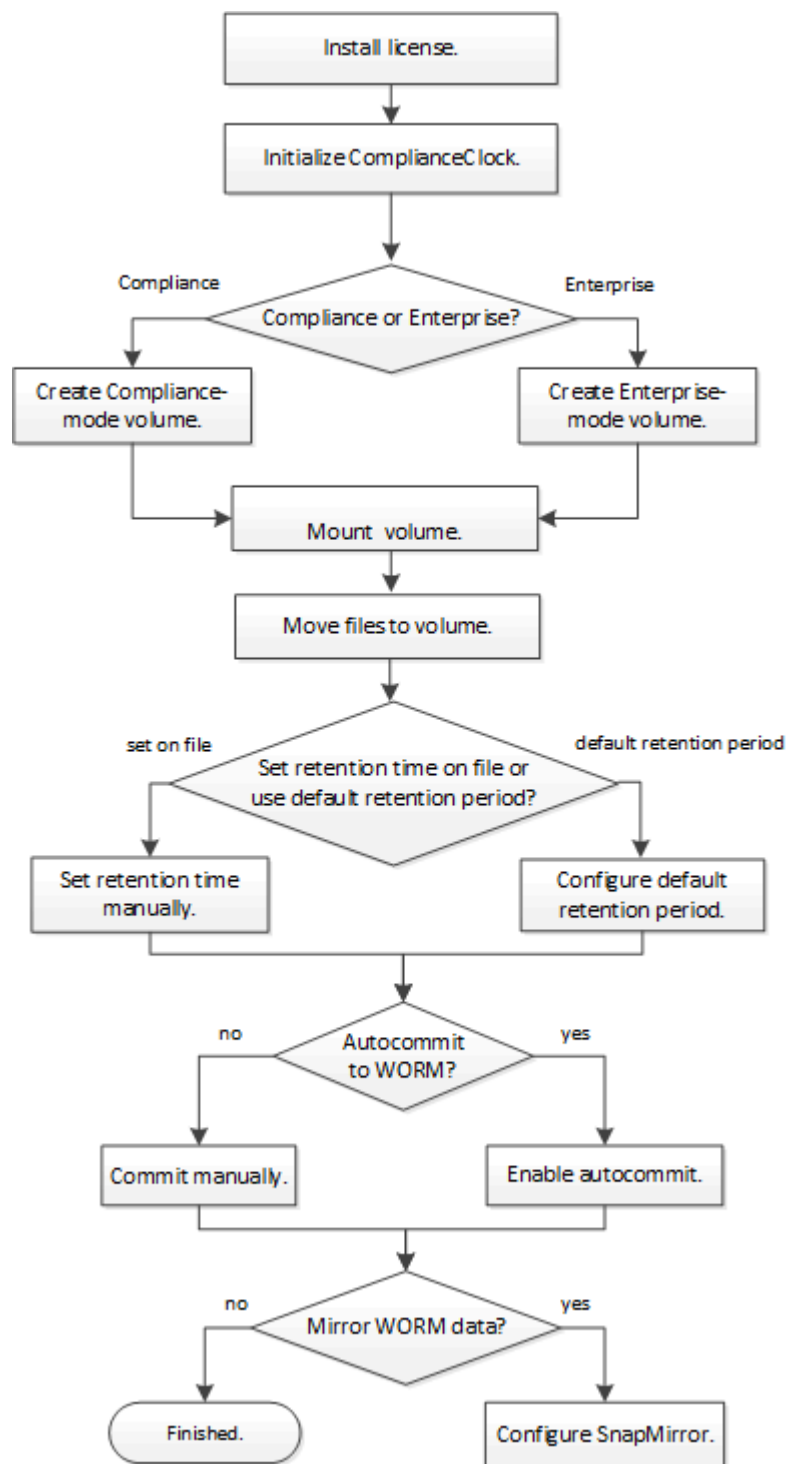 Install license.
Initialize ComplianceClock.
Compliance
Enterprise
Compliance or Enterprise?
Create Compliance-
mode volume.
Create Enterprise-
mode volume.
Mount volume.
Move files to volume.
set on file
default retention period
Set retention time on file or
use default retention period?
Set retention time
manually.
Configure default
retention period.
no
yes
Autocommit
to WORM?
Commit manually.
Enable autocommit.
no
yes
Mirror WORM data?
Finished.
Configure SnapMirror.